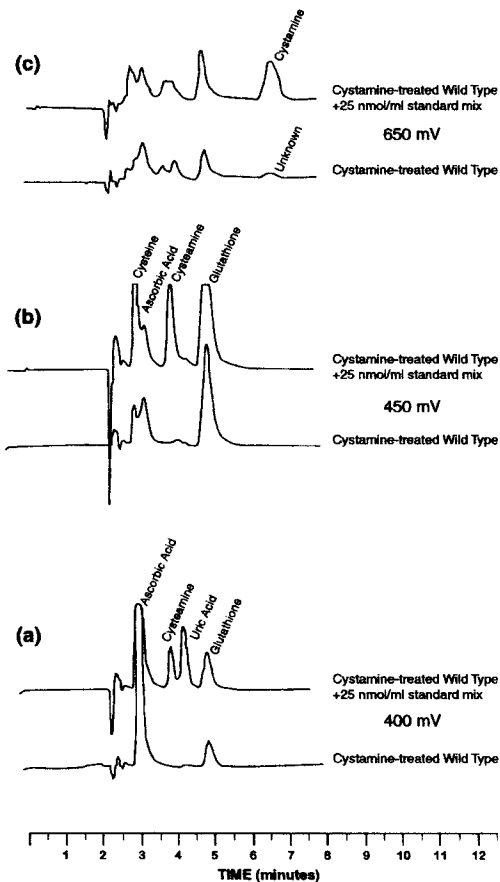 Cystamine
(c)
Cystamine-treated Wild Type
+25 nmol/ml standard mix
650 mV
Unknown
Cystamine-treated Wild Type
Cysteine
Ascorbic Acid
Cysteamine
Glutathione
(b)
Cystamine-treated Wild Type
+25 nmol/ml standard mix
450 mV
Cystamine-treated Wild Type
Ascorbic Acid
Cysteamine
Uric Acid
Glutathione
(a)
Cystamine-treated Wild Type
+25 nmol/ml standard mix
400 mV
Cystamine-treated Wild Type
1 2 3 4 5 6 7 8 9 10 11 12
TIME (minutes)